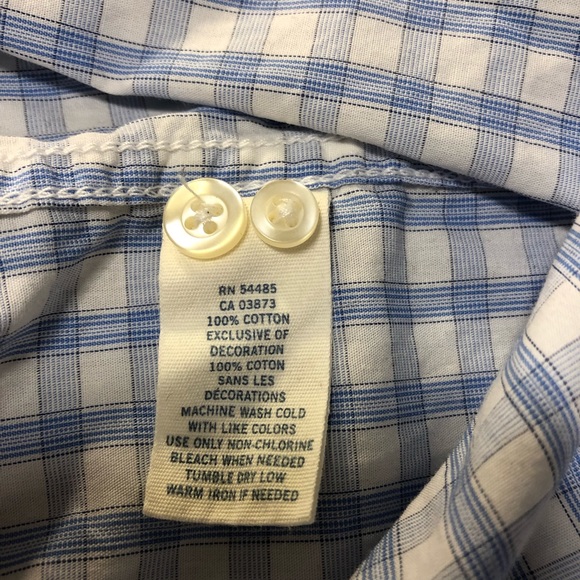 RN 54485
CA 03873
100% COTTON
EXCLUSIVE OF
DECORATION
100% COTON
SANS LES
DÉCORATIONS
MACHINE WASH COLD
WITH LIKE COLORS
USE ONLY NON-CHLORINE
BLEACH WHEN NEEDED
TUMBLE DRY LOW
WARM IRON IF NEEDED